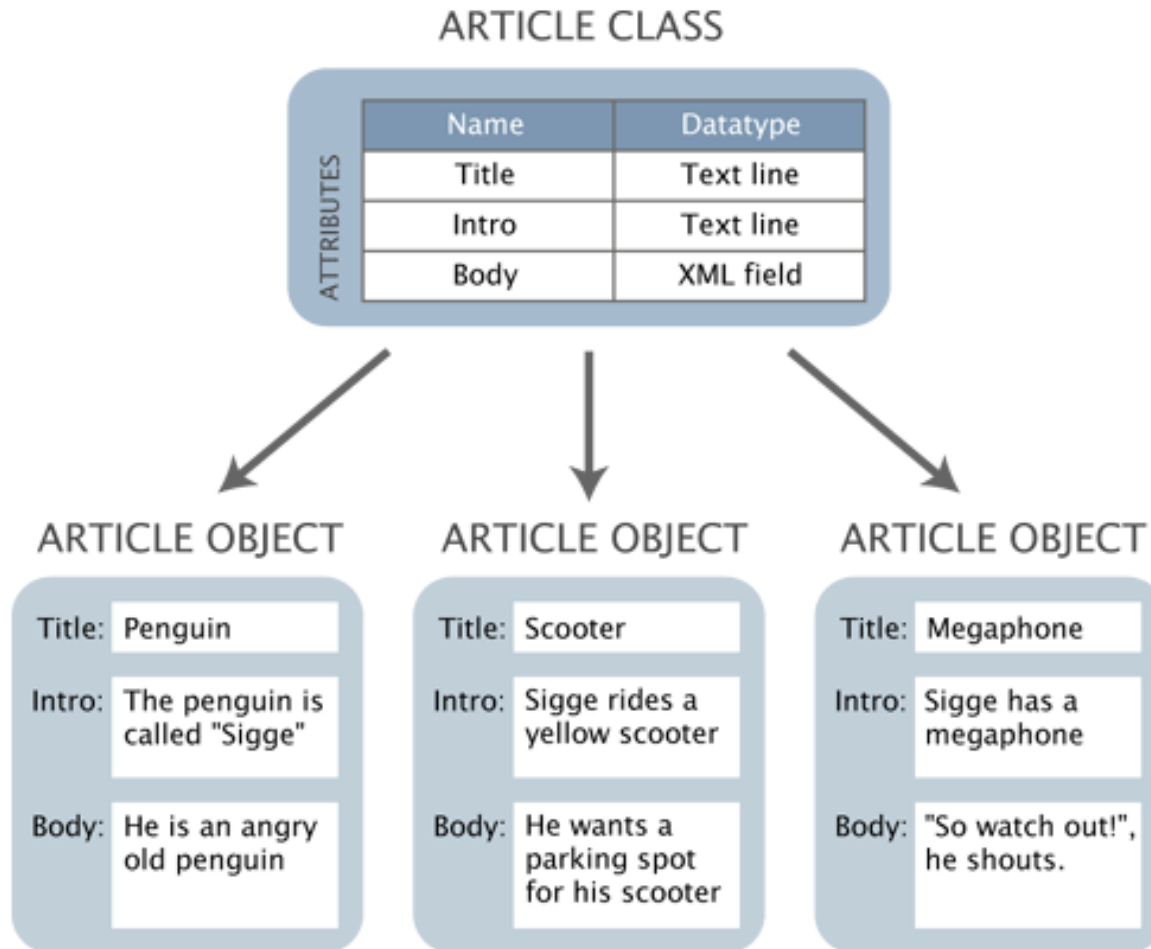 ARTICLE CLASS
ATTRIBUTES
Name Datatype
Title Text line
Intro Text line
Body XML field
ARTICLE OBJECT
Title: Penguin
Intro: The penguin is
called "Sigge"
Body: He is an angry
old penguin
ARTICLE OBJECT
Title: Scooter
Intro: Sigge rides a
yellow scooter
Body: He wants a
parking spot
for his scooter
ARTICLE OBJECT
Title: Megaphone
Intro: Sigge has a
megaphone
Body: "So watch out!",
he shouts.